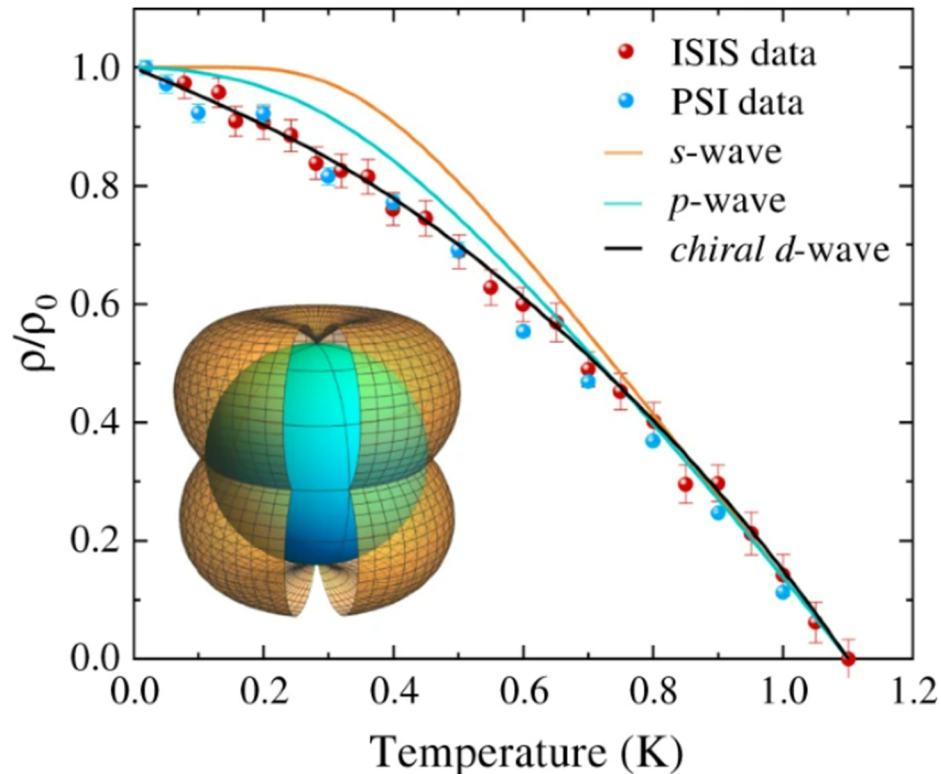 ISIS data
PSI data
s-wave
p-wave
chiral d-wave
1.0
0.8
0.6
0.4
0.2
0.0
ρ/ρ0
0.0 0.2 0.4 0.6 0.8 1.0 1.2
Temperature (K)